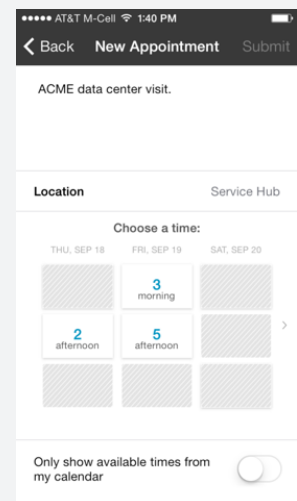 AT&T M-Cell 1:40 PM
Back New Appointment Submit
ACME data center visit.
Location Service Hub
Choose a time:
THU, SEP 18 FRI, SEP 19 SAT, SEP 20
3
morning
2 5
afternoon afternoon
Only show available times from
my calendar